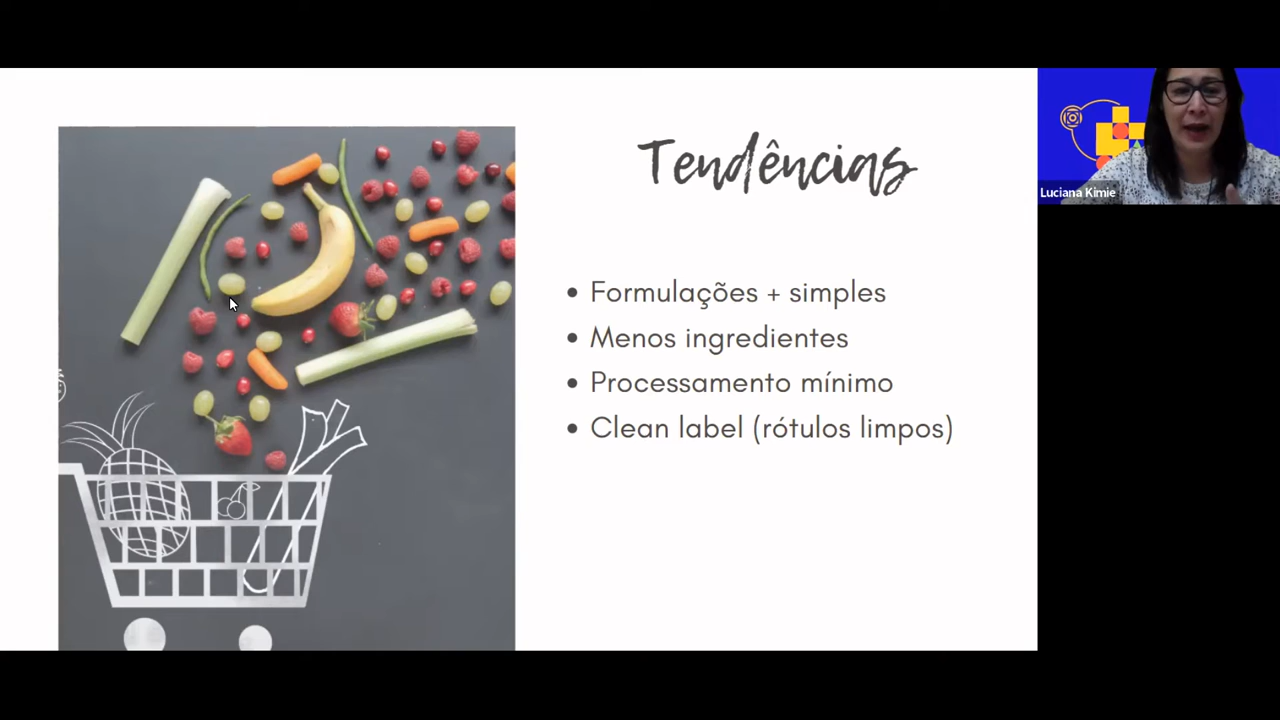 Tendências
Luciana Kimie
• Formulações + simples
• Menos ingredientes
• Processamento mínimo
• Clean label (rótulos limpos)